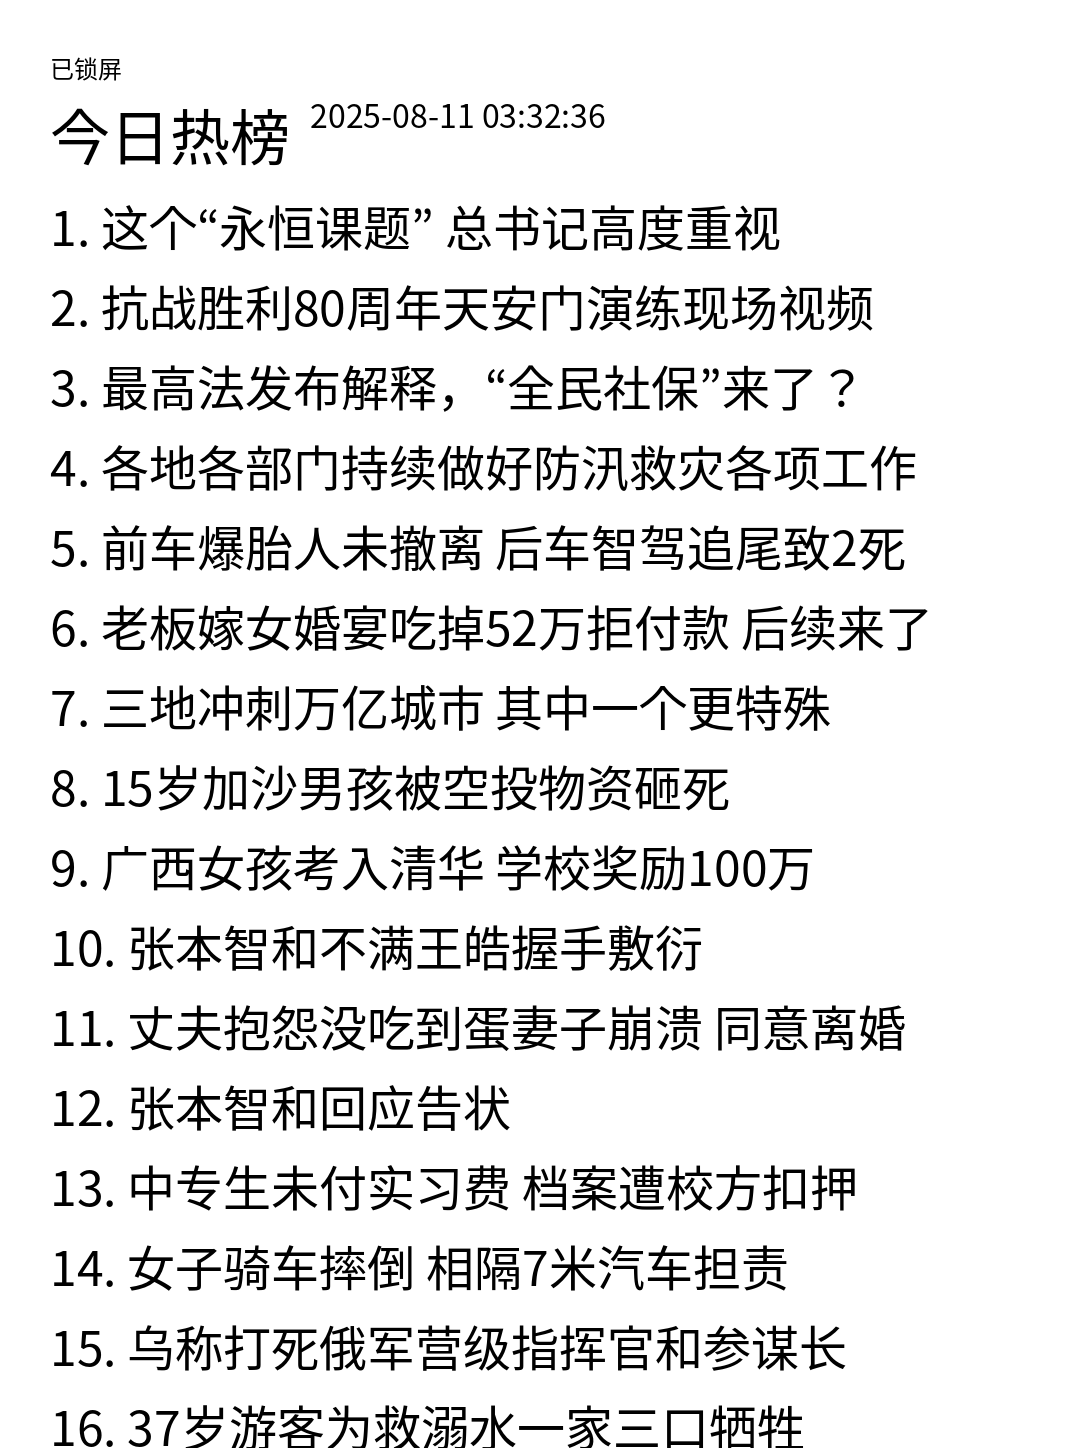 已锁屏
今日热榜 2025-08-11 03:32:36
1. 这个“永恒课题” 总书记高度重视
2. 抗战胜利80周年天安门演练现场视频
3. 最高法发布解释，“全民社保”来了？
4. 各地各部门持续做好防汛救灾各项工作
5. 前车爆胎人未撤离 后车智驾追尾致2死
6. 老板嫁女婚宴吃掉52万拒付款 后续来了
7. 三地冲刺万亿城市 其中一个更特殊
8. 15岁加沙男孩被空投物资砸死
9. 广西女孩考入清华 学校奖励100万
10. 张本智和不满王皓握手敷衍
11. 丈夫抱怨没吃到蛋妻子崩溃 同意离婚
12. 张本智和回应告状
13. 中专生未付实习费 档案遭校方扣押
14. 女子骑车摔倒 相隔7米汽车担责
15. 乌称打死俄军营级指挥官和参谋长
16. 37岁游客为救溺水一家三口牺牲